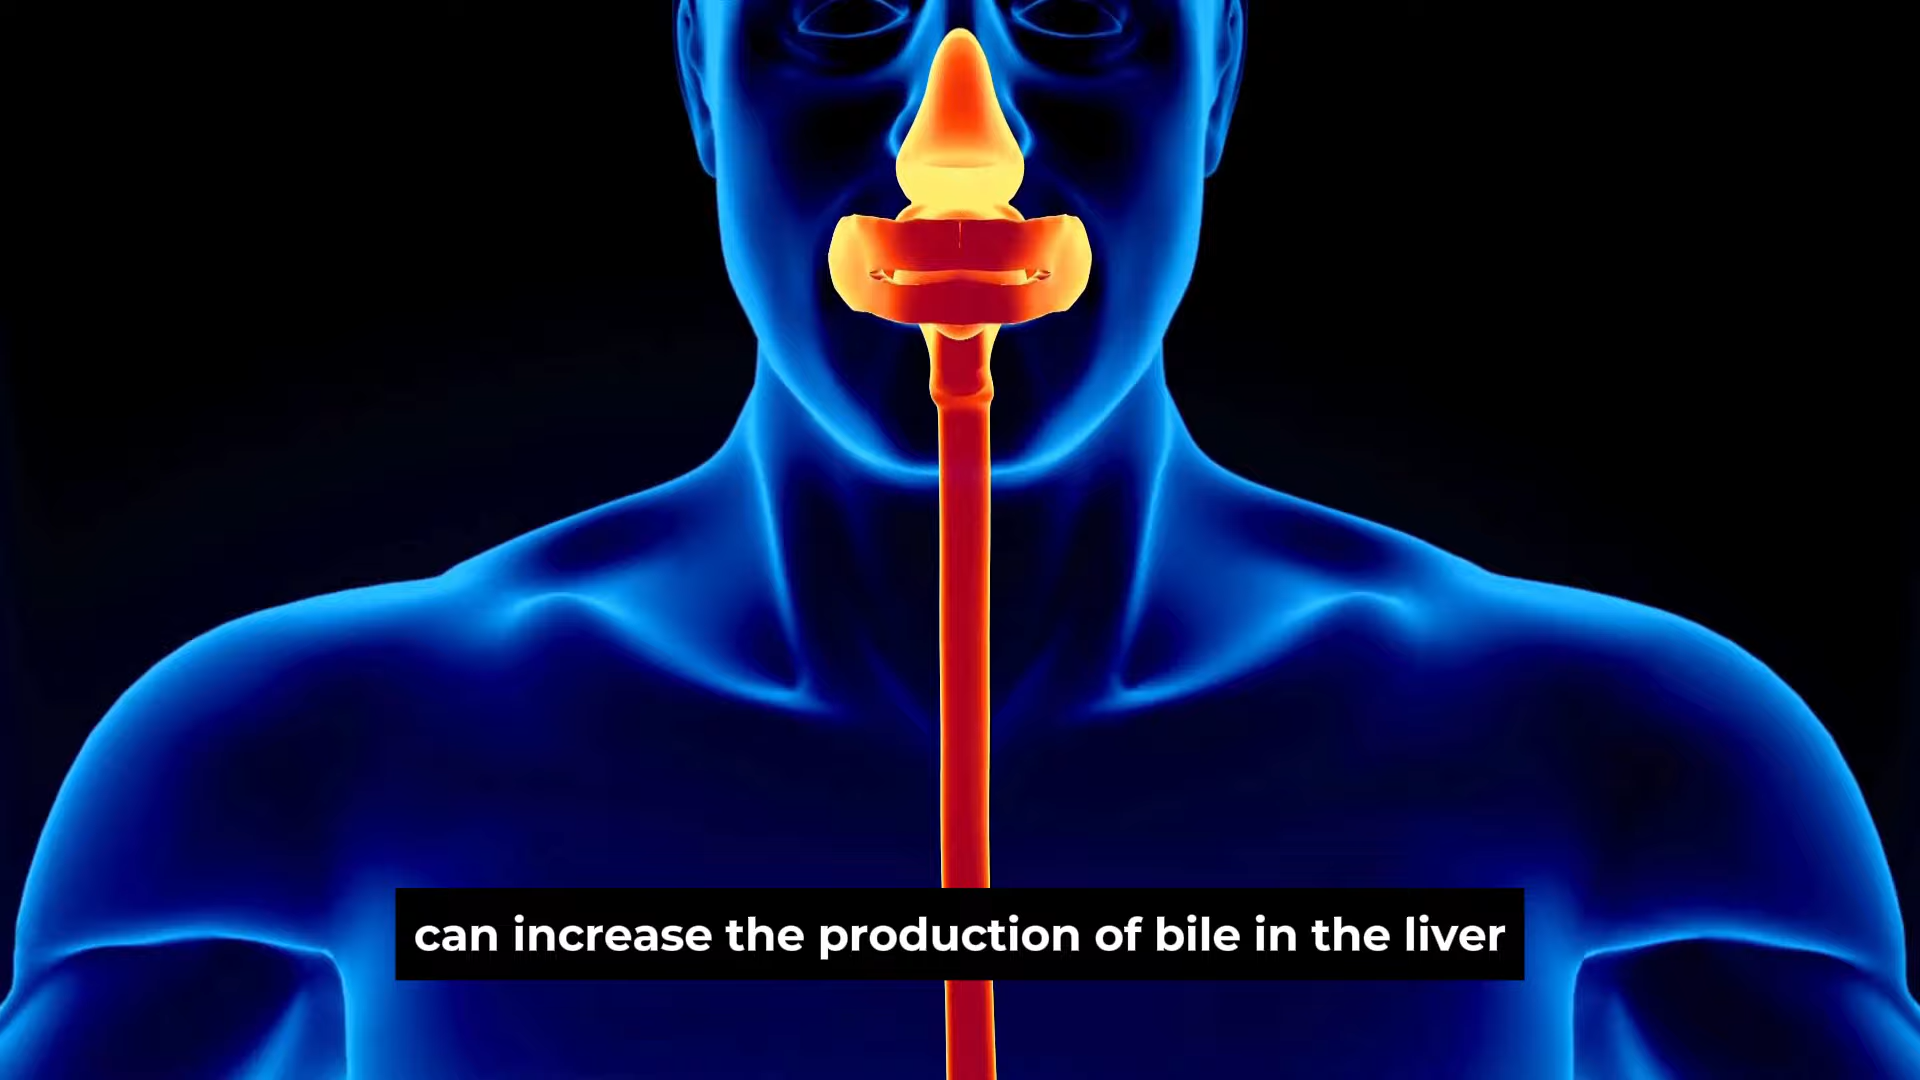 can increase the production of bile in the liver